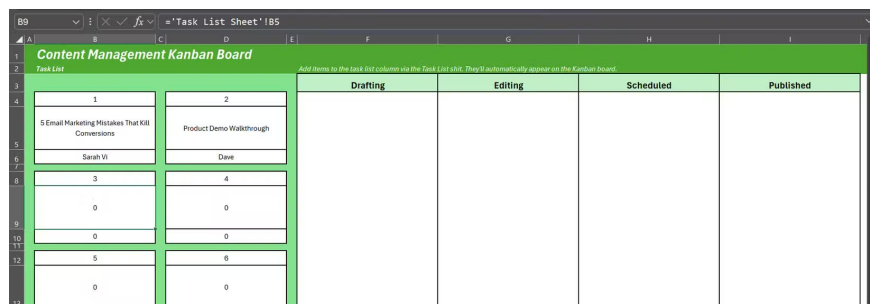 B9 fx ='Task List Sheet'!B5
A B C D E F G H I
1 Content Management Kanban Board
2 Task List Add items to the task list column via the Task List shit. They'll automatically appear on the Kanban board.
3 Drafting Editing Scheduled Published
4 1 2
5 Email Marketing Mistakes That Kill
Conversions
Product Demo Walkthrough
5
6 Sarah Vi Dave
7
8 3 4
0 0
9
10 0 0
11
12 5 6
0 0
13